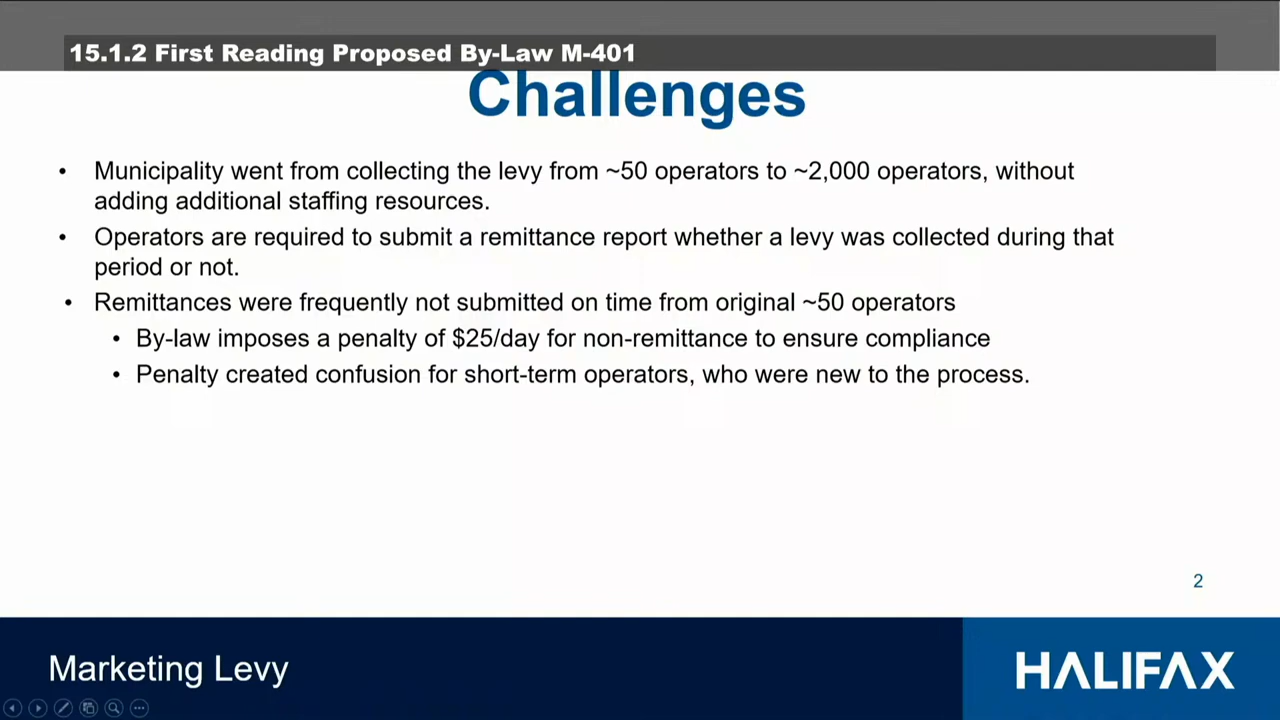 15.1.2 First Reading Proposed By-Law M-401
Challenges
• Municipality went from collecting the levy from ~50 operators to ~2,000 operators, without
adding additional staffing resources.
• Operators are required to submit a remittance report whether a levy was collected during that
period or not.
• Remittances were frequently not submitted on time from original ~50 operators
• By-law imposes a penalty of $25/day for non-remittance to ensure compliance
• Penalty created confusion for short-term operators, who were new to the process.
2
Marketing Levy
HALIFAX